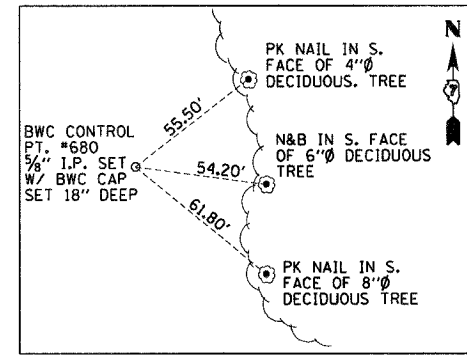 N
PK NAIL IN S.
FACE OF 4"Ø
DECIDUOUS. TREE
55.50'
BWC CONTROL
PT. #680
5/8" I.P. SET
W/ BWC CAP
SET 18" DEEP
N&B IN S. FACE
OF 6"Ø DECIDUOUS
TREE
54.20'
61.80'
PK NAIL IN S.
FACE OF 8"Ø
DECIDUOUS TREE